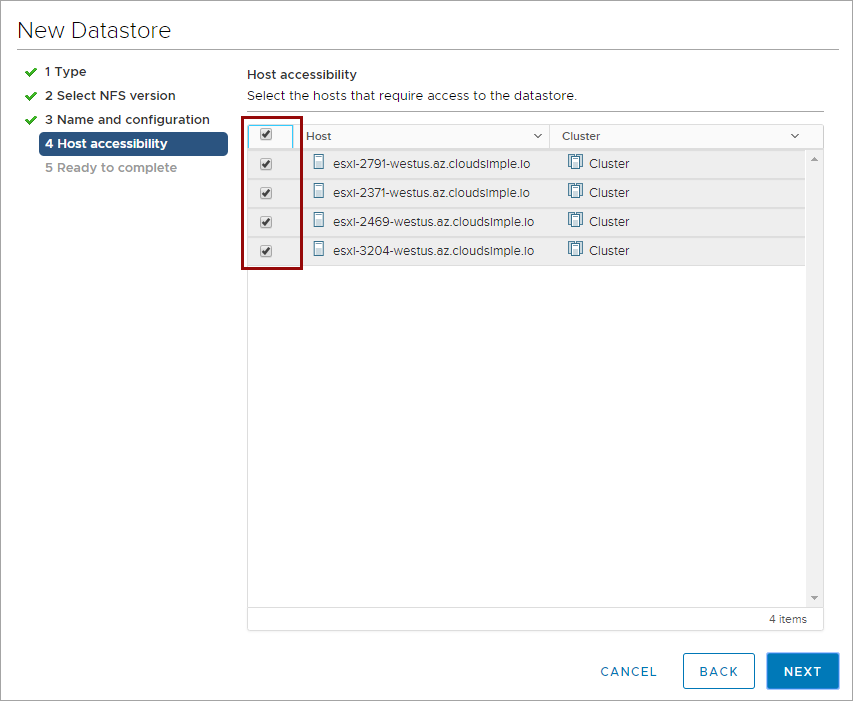 New Datastore
1 Type
2 Select NFS version
3 Name and configuration
4 Host accessibility
5 Ready to complete
Host accessibility
Select the hosts that require access to the datastore.
Host Cluster
esxi-2791-westus.az.cloudsimple.io Cluster
esxi-2371-westus.az.cloudsimple.io Cluster
esxi-2469-westus.az.cloudsimple.io Cluster
esxi-3204-westus.az.cloudsimple.io Cluster
4 items
CANCEL BACK NEXT